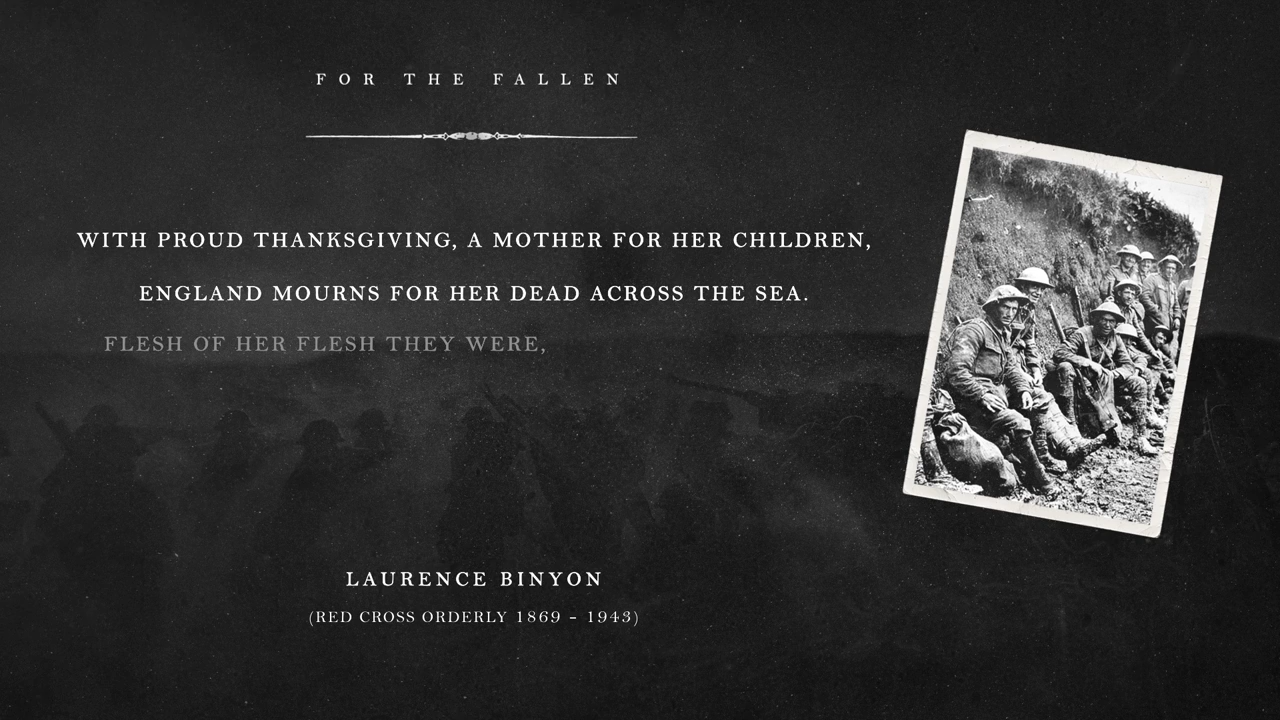 FOR THE FALLEN
WITH PROUD THANKSGIVING, A MOTHER FOR HER CHILDREN,
ENGLAND MOURNS FOR HER DEAD ACROSS THE SEA.
FLESH OF HER FLESH THEY WERE,
LAURENCE BINYON
(RED CROSS ORDERLY 1869 - 1943)